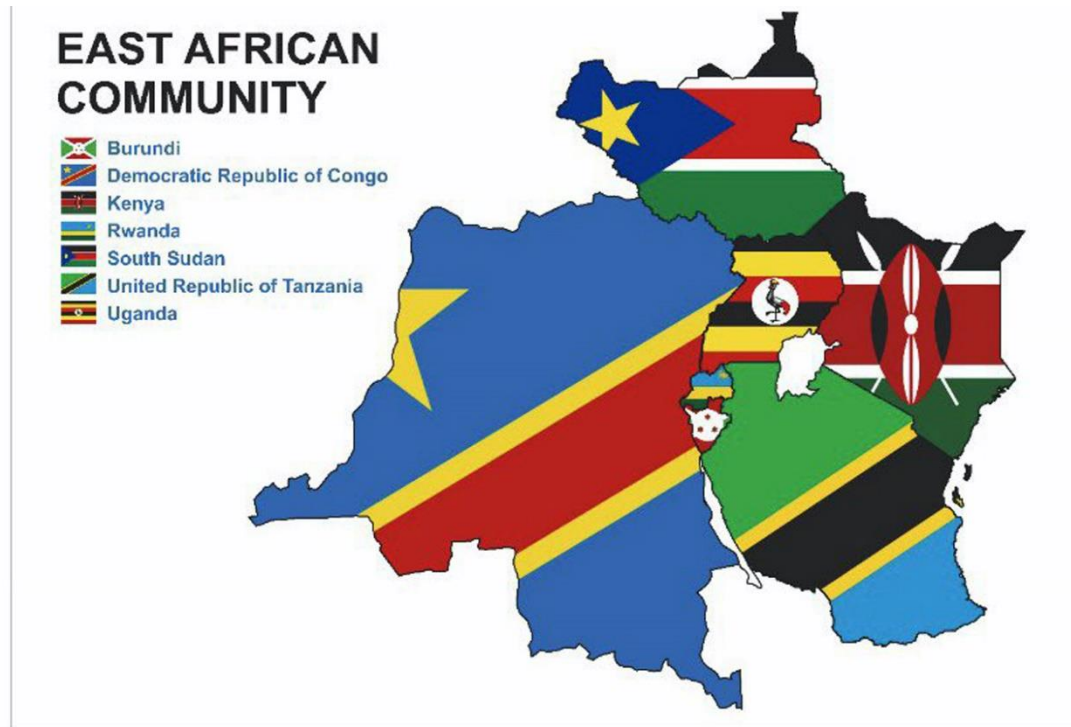 EAST AFRICAN
COMMUNITY
Burundi
Democratic Republic of Congo
Kenya
Rwanda
South Sudan
United Republic of Tanzania
Uganda